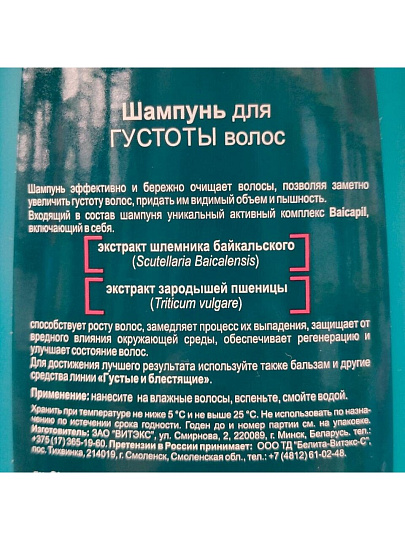 Шампунь для
ГУСТОТЫ волос
Шампунь эффективно и бережно очищает волосы, позволяя заметно
увеличить густоту волос, придать им видимый объем и пышность.
Входящий в состав шампуня уникальный активный комплекс Baicapil,
включающий в себя.
экстракт шлемника байкальского
(Scutellaria Baicalensis)
экстракт зародышей пшеницы
(Triticum vulgare)
способствует росту волос, замедляет процесс их выпадения, защищает от
вредного влияния окружающей среды, обеспечивает регенерацию и
улучшает состояние волос.
Для достижения лучшего результата используйте также бальзам и другие
средства линии «Густые и блестящие».
Применение: нанесите на влажные волосы, вспеньте, смойте водой.
Хранить при температуре не ниже 5 °С и не выше 25 °С. Не использовать по назна-
чению по истечении срока годности. Годен до и номер партии см. на упаковке.
Изготовитель: ЗАО "ВИТЭКС", ул. Смирнова, 2, 220089, г. Минск, Беларусь. тел.:
+375 (17) 365-19-60. Претензии в России принимает: ООО ТД "Белита-Витэкс-С",
пос. Тихвинка, 214019, г. Смоленск, Смоленская обл., тел.: +7 (4812) 61-02-48.